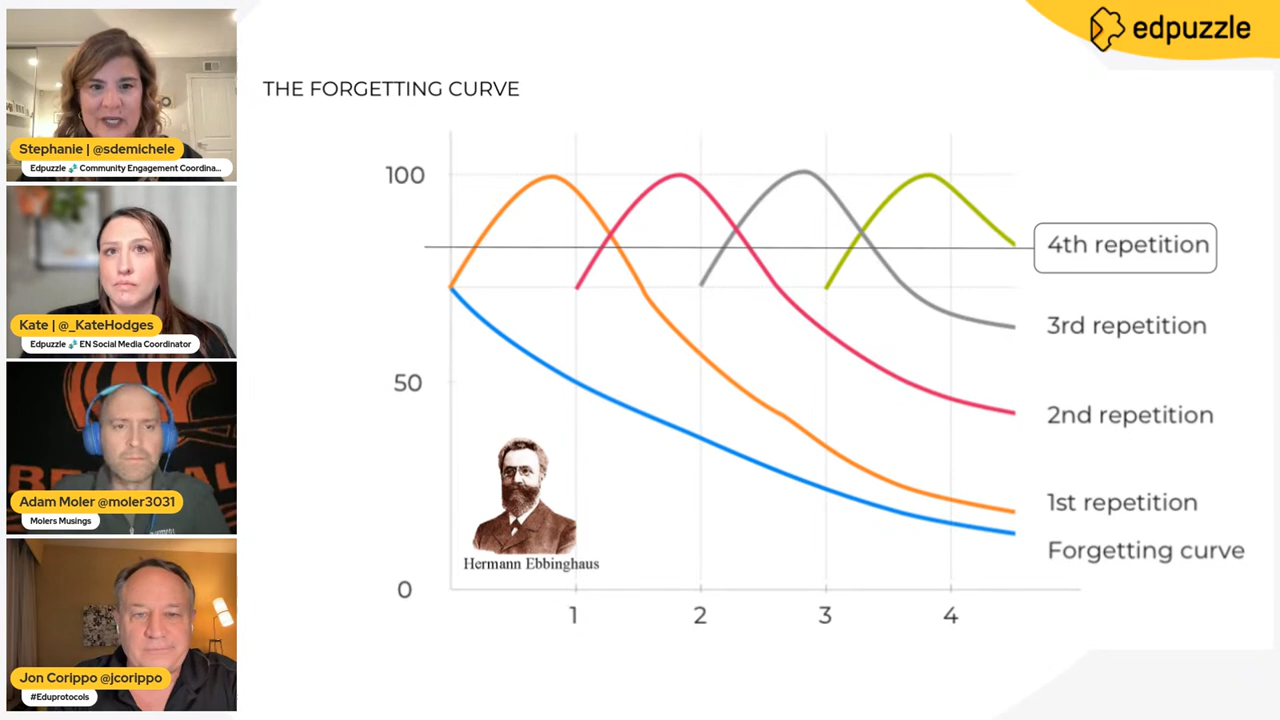 edpuzzle
THE FORGETTING CURVE
Stephanie | @sdemichele
Edpuzzle Community Engagement Coordina...
Kate | @_KateHodges
Edpuzzle EN Social Media Coordinator
Adam Moler @moler3031
Molers Musings
Jon Corippo @jcorippo
#Eduprotocols
100
50
0
1
2
3
4
4th repetition
3rd repetition
2nd repetition
1st repetition
Forgetting curve
Hermann Ebbinghaus